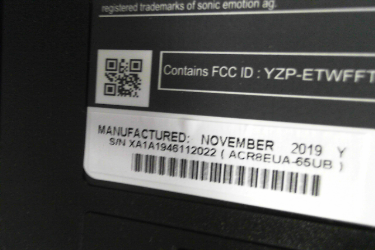 registered trademarks of sonic emotion ag.
Contains FCC ID : YZP-ETWFFT
MANUFACTURED: NOVEMBER 2019 Y
S/N XA1A1946112022 ( ACR8EUA-65UB )